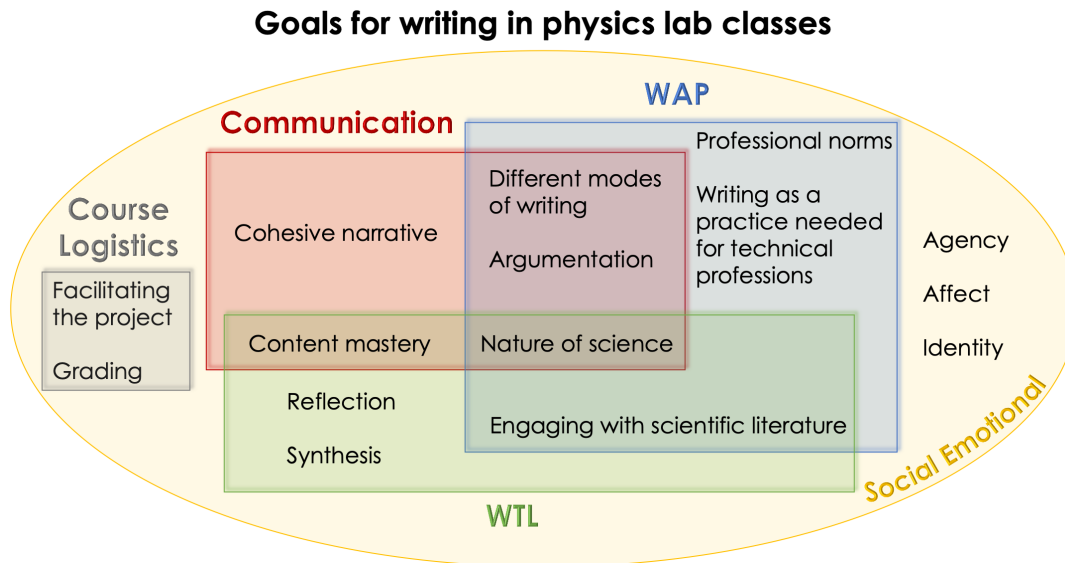 Goals for writing in physics lab classes
WAP
Communication
Professional norms
Different modes
of writing
Writing as a
practice needed
for technical
professions
Course
Logistics
Cohesive narrative
Argumentation
Agency
Affect
Identity
Facilitating
the project
Grading
Content mastery
Nature of science
Reflection
Synthesis
Engaging with scientific literature
Social Emotional
WTL